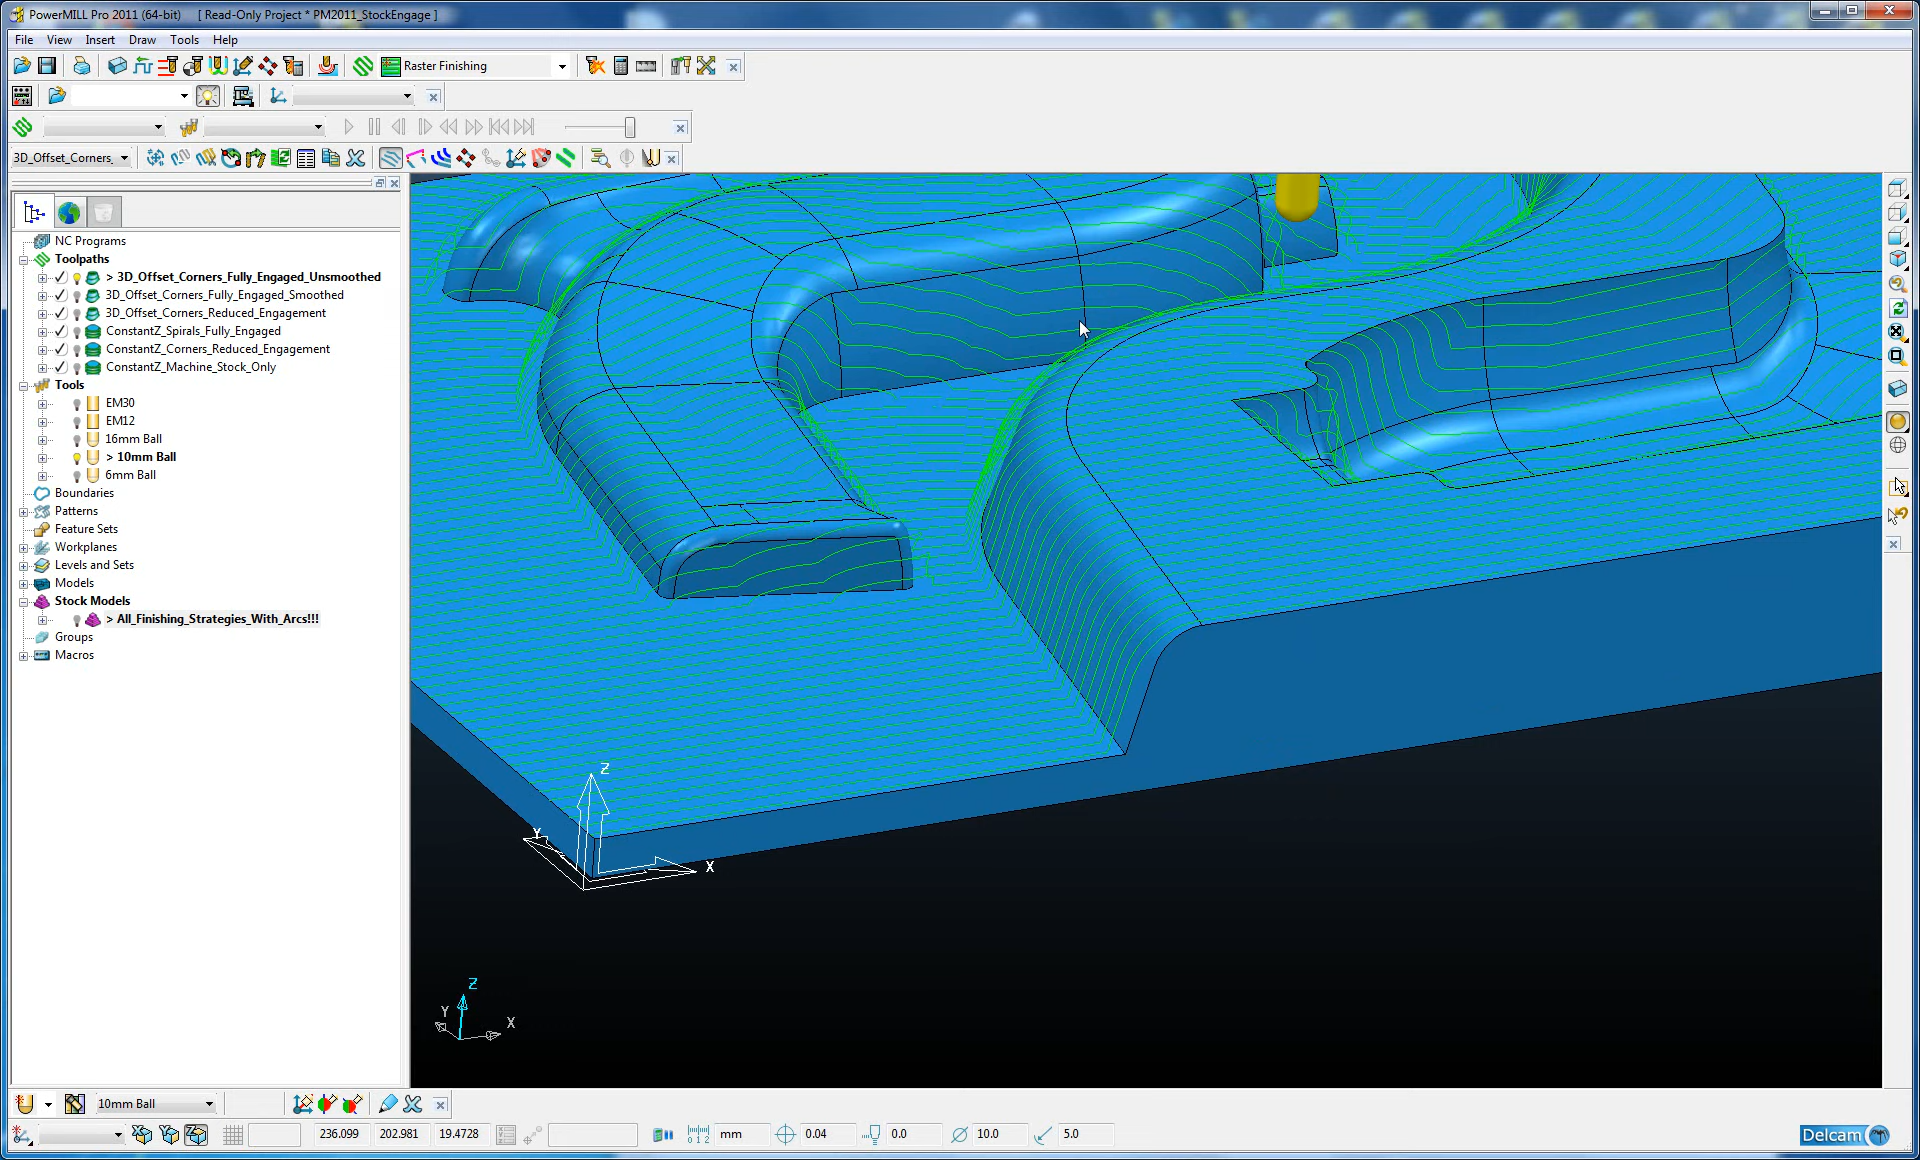 PowerMILL Pro 2011 (64-bit)    [ Read-Only Project * PM2011_StockEngage ]
File View Insert Draw Tools Help
Raster Finishing
3D_Offset_Corners_
NC Programs
Toolpaths
> 3D_Offset_Corners_Fully_Engaged_Unsmoothed
3D_Offset_Corners_Fully_Engaged_Smoothed
3D_Offset_Corners_Reduced_Engagement
ConstantZ_Spirals_Fully_Engaged
ConstantZ_Corners_Reduced_Engagement
ConstantZ_Machine_Stock_Only
Tools
EM30
EM12
16mm Ball
> 10mm Ball
6mm Ball
Boundaries
Patterns
Feature Sets
Workplanes
Levels and Sets
Models
Stock Models
> All_Finishing_Strategies_With_Arcs!!!
Groups
Macros
Z
Y
X
Z
Y
X
10mm Ball
236.099 202.981 19.4728 mm 0.04 0.0 10.0 5.0
Delcam